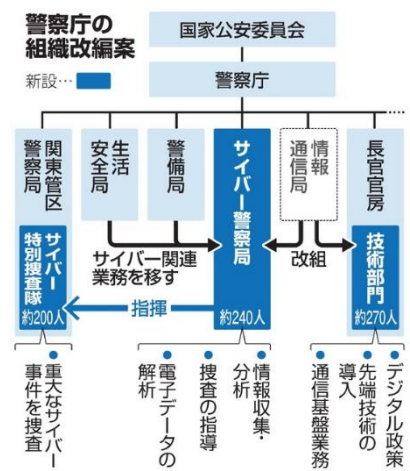 警察庁の
組織改編案
新設…
国家公安委員会
警察庁
関東管区
警察局
生活
安全局
警備局
サイバー警察局
情報
通信局
長官官房
サイバー
特別捜査隊
約200人
サイバー関連
業務を移す
改組
技術部門
約270人
指揮
約240人
●重大なサイバー
事件を捜査
●情報収集・
分析
●捜査の指導
●電子データの
解析
●デジタル政策
●先端技術の
導入
●通信基盤業務